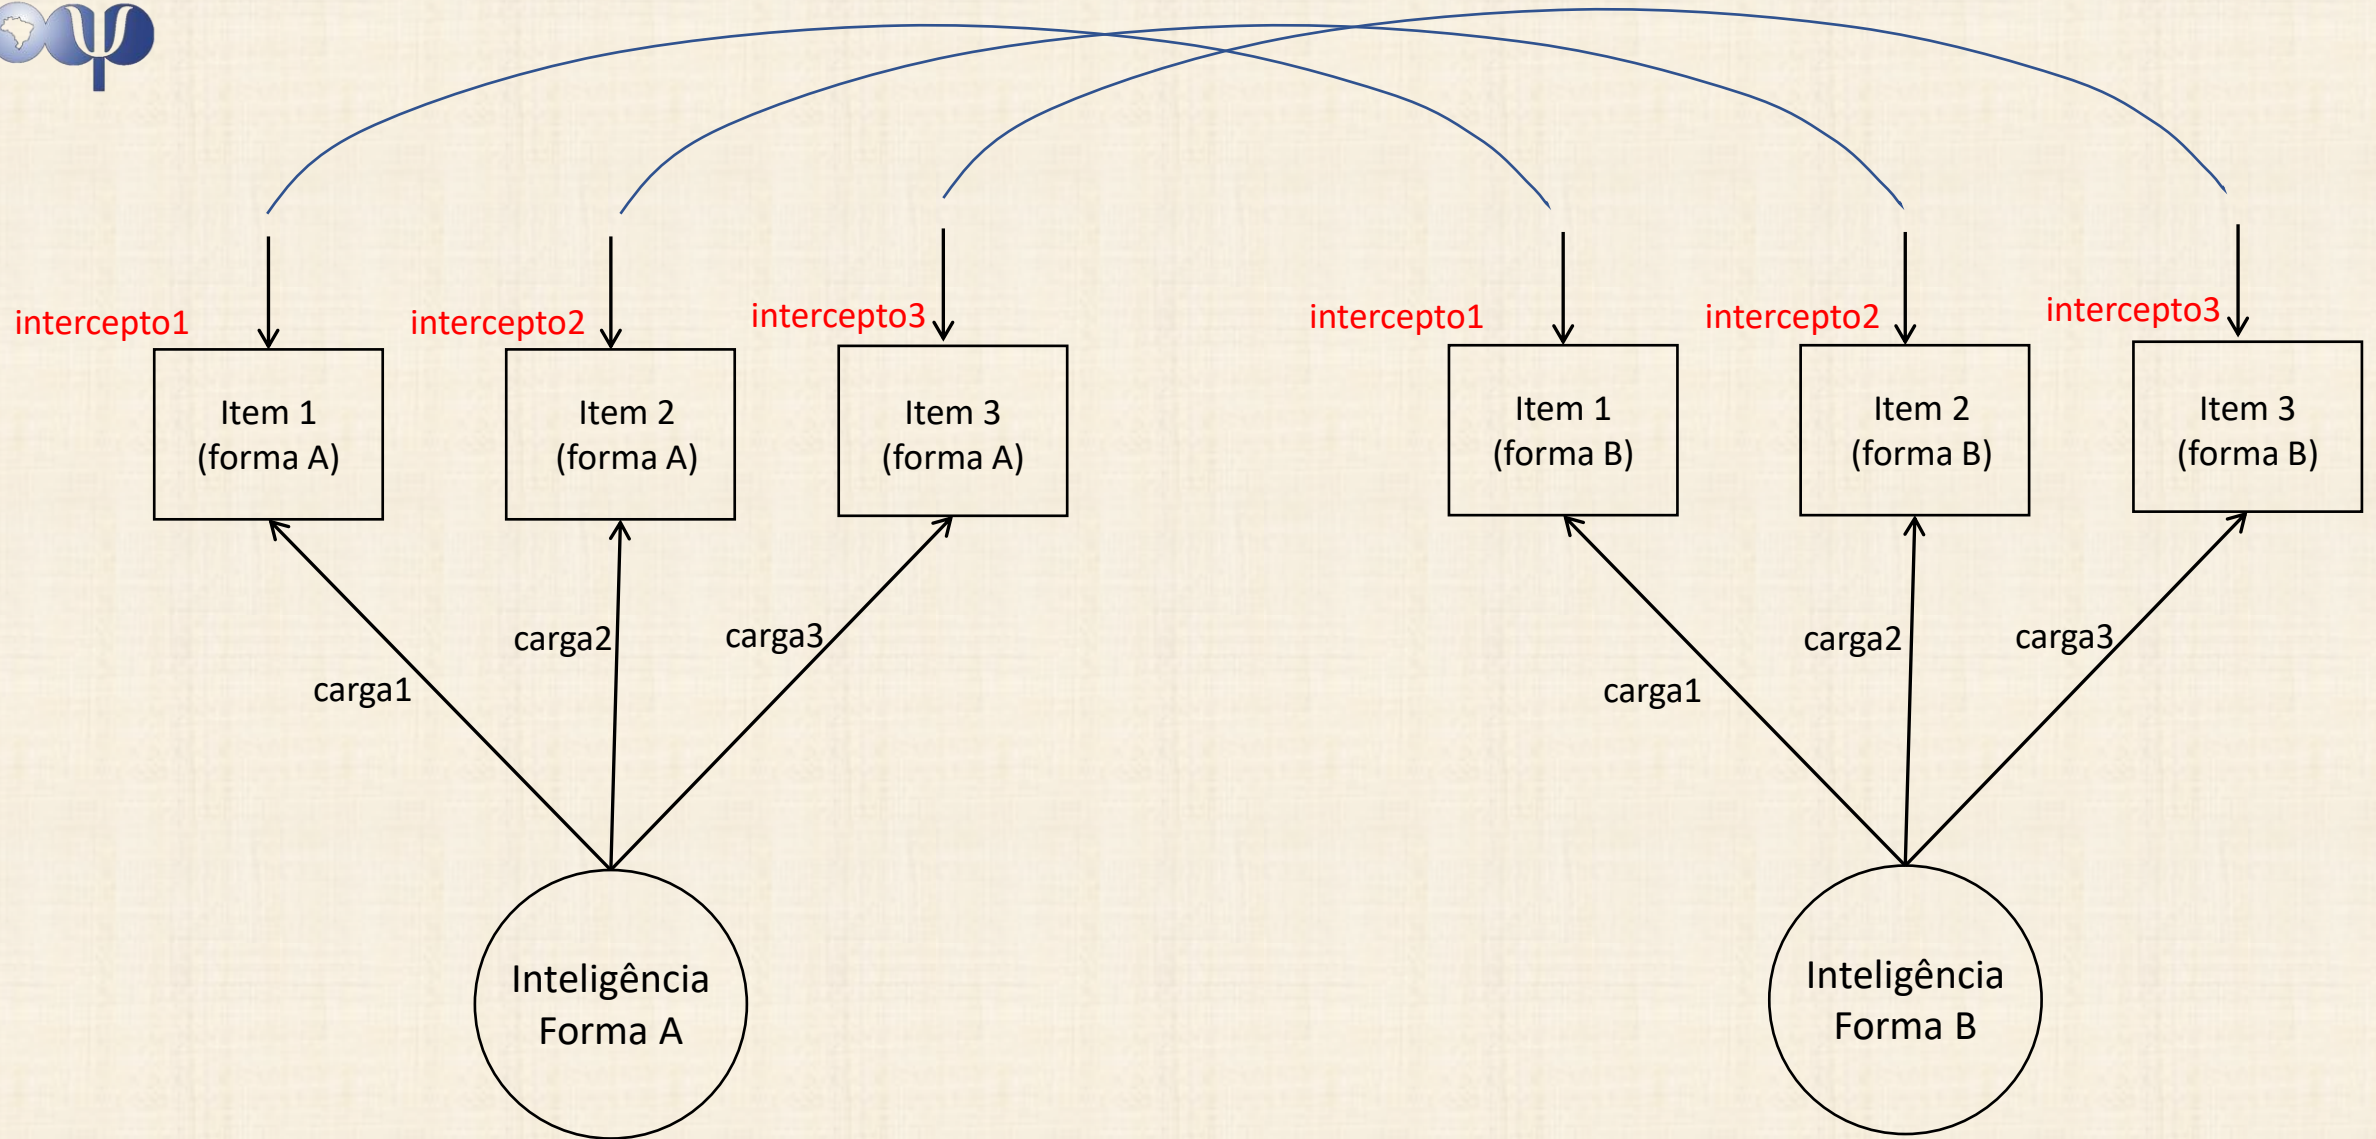 intercepto1
intercepto2
intercepto3
intercepto1
intercepto2
intercepto3
Item 1
(forma A)
Item 2
(forma A)
Item 3
(forma A)
Item 1
(forma B)
Item 2
(forma B)
Item 3
(forma B)
carga1
carga2
carga3
carga1
carga2
carga3
Inteligência
Forma A
Inteligência
Forma B